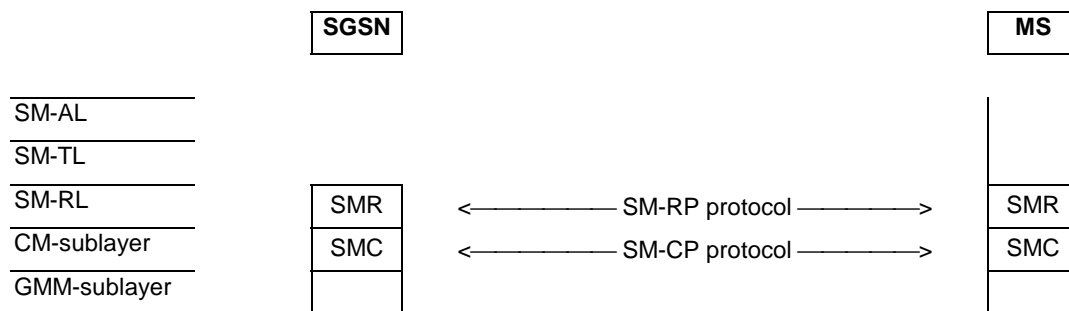 SGSN MS
SM-AL
SM-TL
SM-RL SMR <——————— SM-RP protocol ———————> SMR
CM-sublayer SMC <——————— SM-CP protocol ———————> SMC
GMM-sublayer